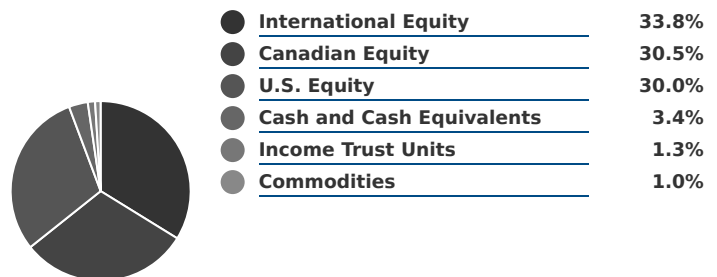 International Equity 33.8%
Canadian Equity 30.5%
U.S. Equity 30.0%
Cash and Cash Equivalents 3.4%
Income Trust Units 1.3%
Commodities 1.0%